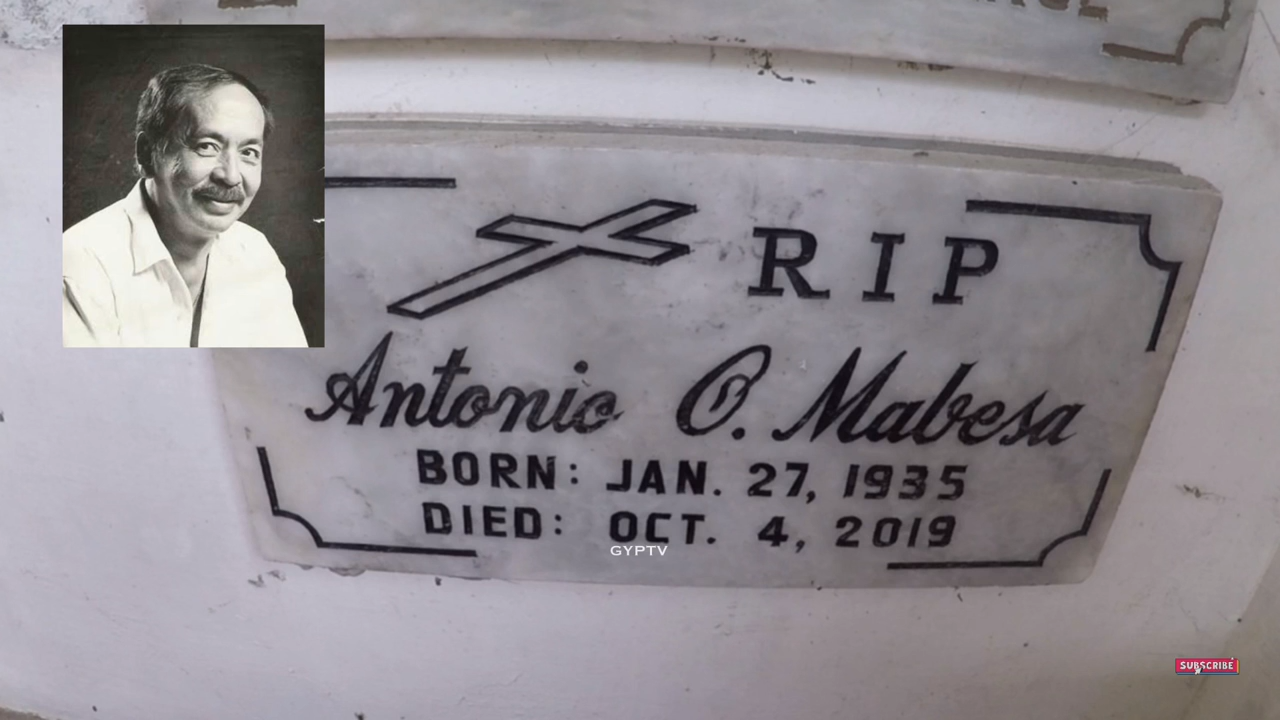 RIP
Antonio O. Mabesa
BORN: JAN. 27, 1935
DIED: OCT. 4, 2019
GYPTV
SUBSCRIBE